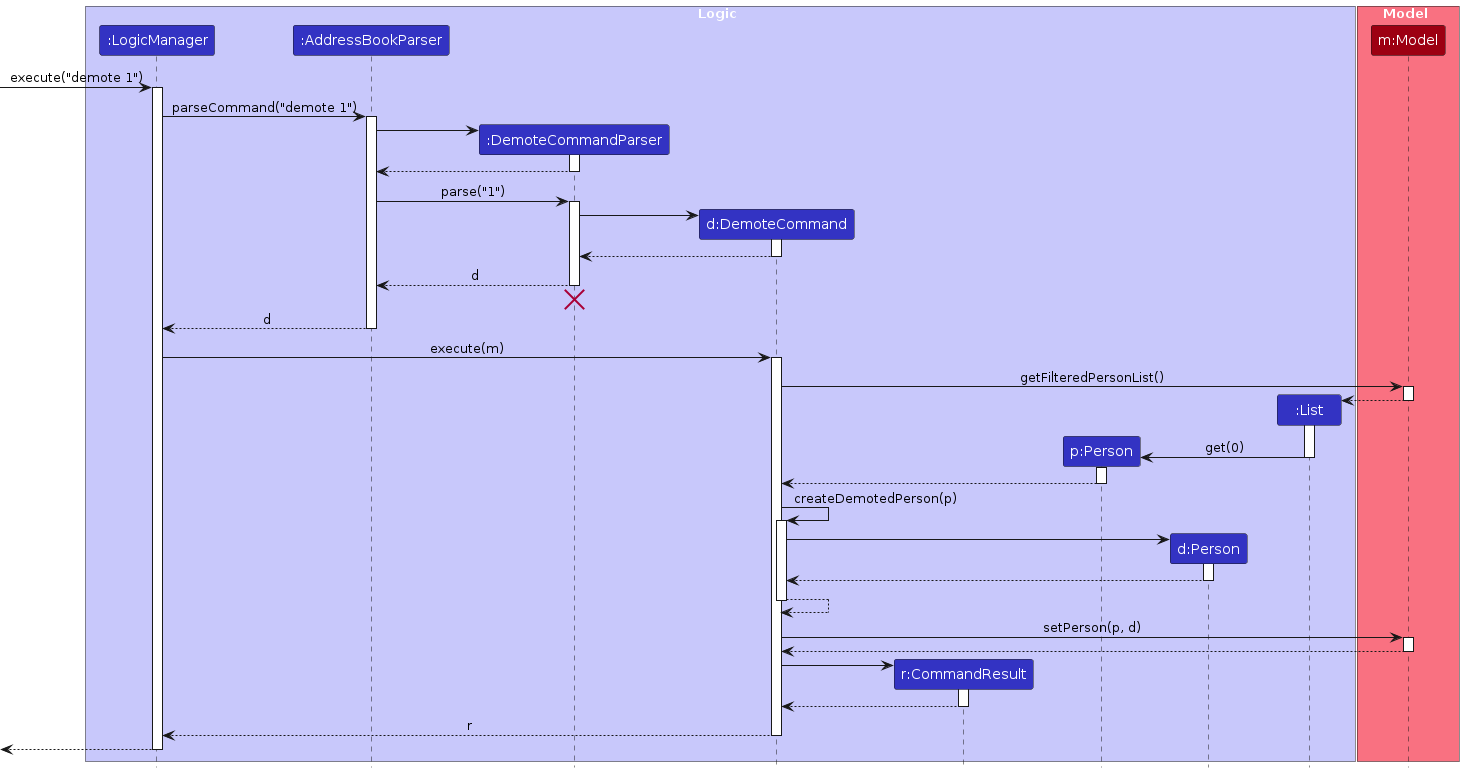 Logic
Model
:LogicManager
:AddressBookParser
m:Model
execute("demote 1")
parseCommand("demote 1")
:DemoteCommandParser
parse("1")
d:DemoteCommand
d
d
execute(m)
getFilteredPersonList()
:List
get(0)
p:Person
createDemotedPerson(p)
d:Person
setPerson(p, d)
r:CommandResult
r